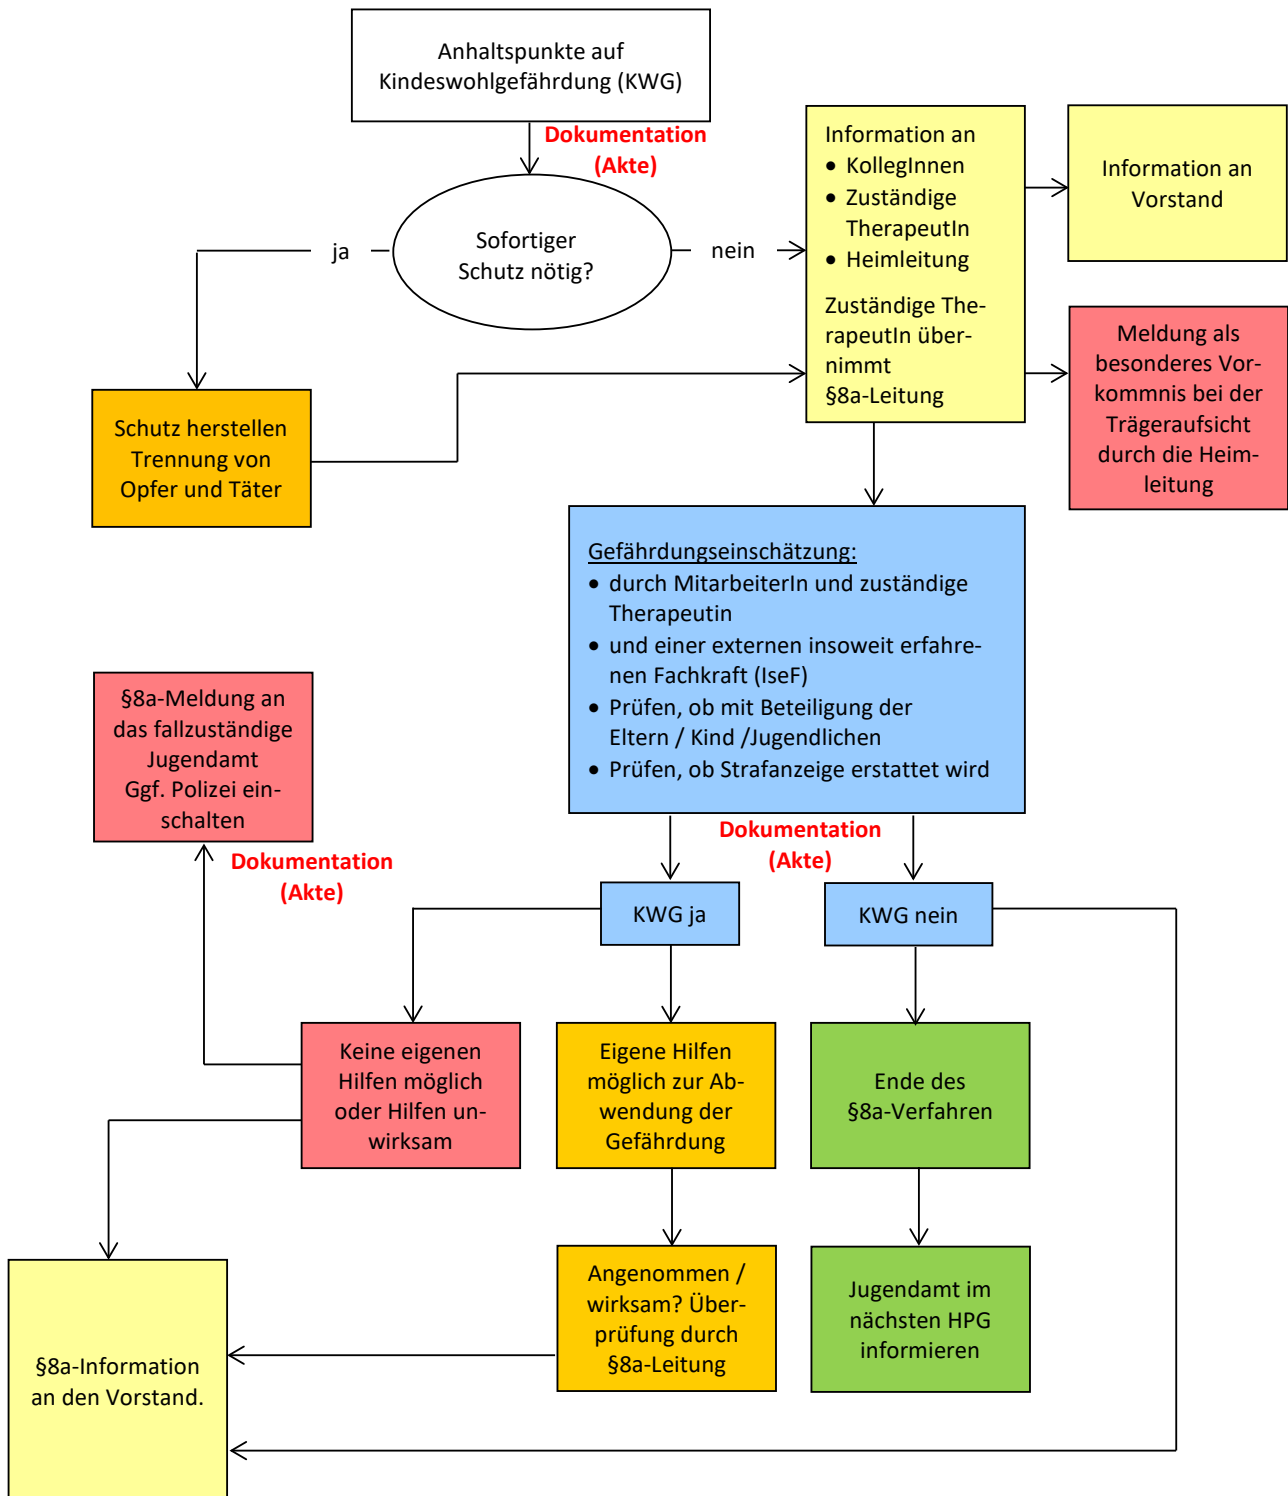 Anhaltspunkte auf
Kindeswohlgefährdung (KWG)
Dokumentation
(Akte)
Sofortiger
Schutz nötig?
ja
nein
Information an
• KollegInnen
• Zuständige
TherapeutIn
• Heimleitung
Zuständige The-
rapeutIn über-
nimmt
§8a-Leitung
Information an
Vorstand
Meldung als
besonderes Vor-
kommnis bei der
Trägeraufsicht
durch die Heim-
leitung
Schutz herstellen
Trennung von
Opfer und Täter
Gefährdungseinschätzung:
• durch MitarbeiterIn und zuständige
Therapeutin
• und einer externen insoweit erfahre-
nen Fachkraft (IseF)
• Prüfen, ob mit Beteiligung der
Eltern / Kind /Jugendlichen
• Prüfen, ob Strafanzeige erstattet wird
§8a-Meldung an
das fallzuständige
Jugendamt
Ggf. Polizei ein-
schalten
Dokumentation
(Akte)
Dokumentation
(Akte)
KWG ja
KWG nein
Keine eigenen
Hilfen möglich
oder Hilfen un-
wirksam
Eigene Hilfen
möglich zur Ab-
wendung der
Gefährdung
Ende des
§8a-Verfahren
Angenommen /
wirksam? Über-
prüfung durch
§8a-Leitung
Jugendamt im
nächsten HPG
informieren
§8a-Information
an den Vorstand.